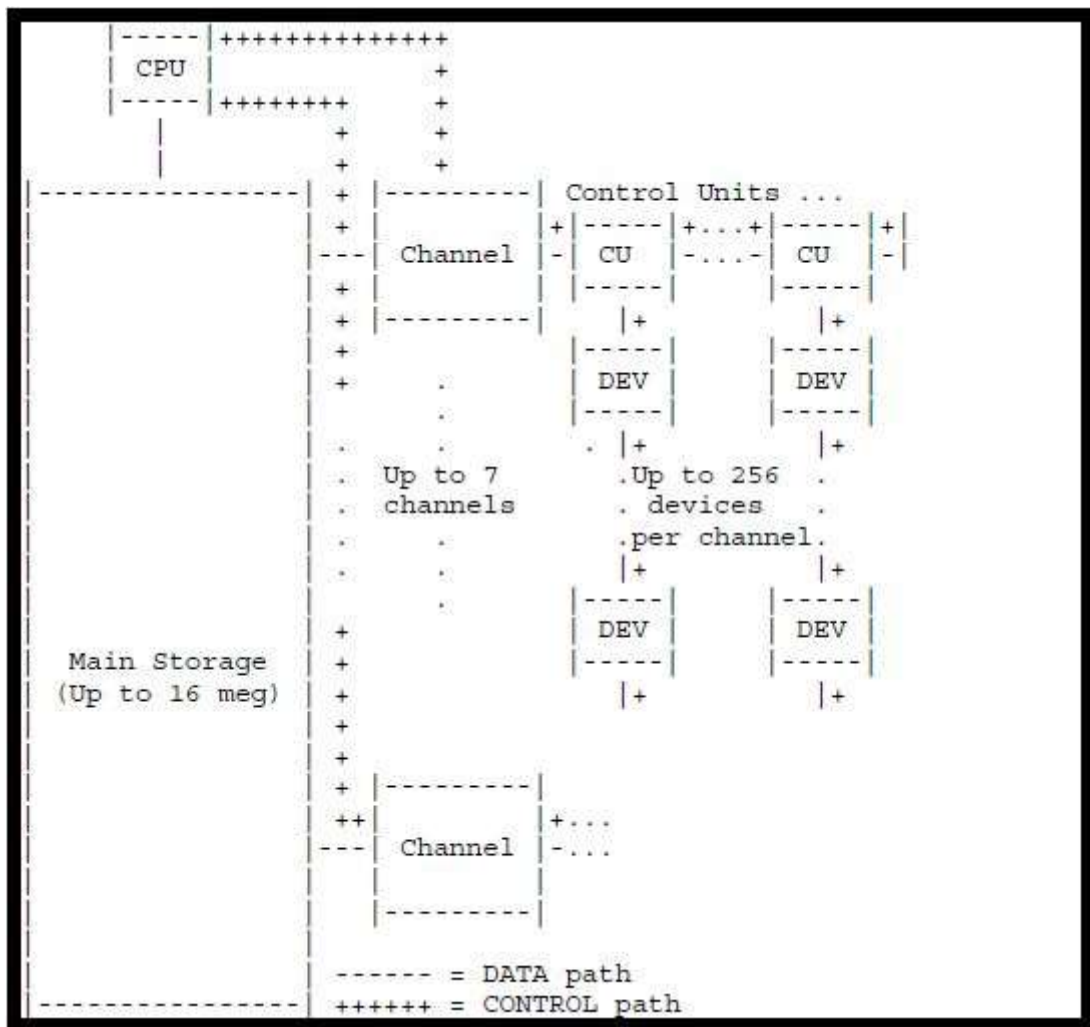 |-----|++++++++++++++
| CPU | +
|-----|++++++++ +
| + +
| + +
|----------------| + |---------| Control Units ...
| | + | |+|-----|+...+|-----|+|
| |---| Channel |-| CU |-...-| CU |-|
| | + | | |-----| |-----|
| | + |---------| |+ |+
| | + |-----| |-----|
| | + . | DEV | | DEV |
| | . |-----| |-----|
| | . . . |+ |+
| | . Up to 7 .Up to 256 .
| | . channels . devices .
| | . . .per channel.
| | . . |+ |+
| | . |-----| |-----|
| | + | DEV | | DEV |
| Main Storage | + |-----| |-----|
| (Up to 16 meg) | + |+ |+
| | +
| | +
| | + |---------|
| | ++| |+...
| |---| Channel |-...
| | | |
| | |---------|
| |
| | ------ = DATA path
|----------------| ++++++ = CONTROL path